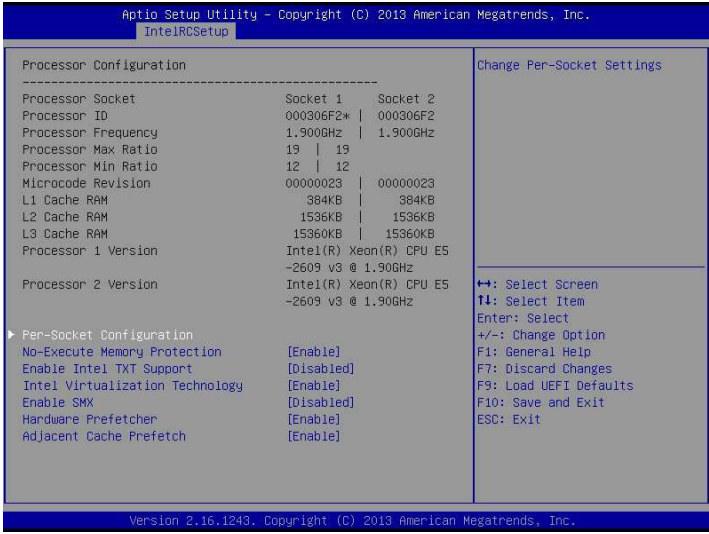 Aptio Setup Utility – Copyright (C) 2013 American Megatrends, Inc.
IntelRCSetup
Processor Configuration
--------------------------------------------------
Processor Socket Socket 1 Socket 2
Processor ID 000306F2* | 000306F2
Processor Frequency 1.900GHz | 1.900GHz
Processor Max Ratio 19 | 19
Processor Min Ratio 12 | 12
Microcode Revision 00000023 | 00000023
L1 Cache RAM 384KB | 384KB
L2 Cache RAM 1536KB | 1536KB
L3 Cache RAM 15360KB | 15360KB
Processor 1 Version Intel(R) Xeon(R) CPU E5
-2609 v3 @ 1.90GHz
Processor 2 Version Intel(R) Xeon(R) CPU E5
-2609 v3 @ 1.90GHz
Per-Socket Configuration
No-Execute Memory Protection [Enable]
Enable Intel TXT Support [Disabled]
Intel Virtualization Technology [Enable]
Enable SMX [Disabled]
Hardware Prefetcher [Enable]
Adjacent Cache Prefetch [Enable]
Change Per-Socket Settings
↔: Select Screen
↑↓: Select Item
Enter: Select
+/-: Change Option
F1: General Help
F7: Discard Changes
F9: Load UEFI Defaults
F10: Save and Exit
ESC: Exit
Version 2.16.1243. Copyright (C) 2013 American Megatrends, Inc.